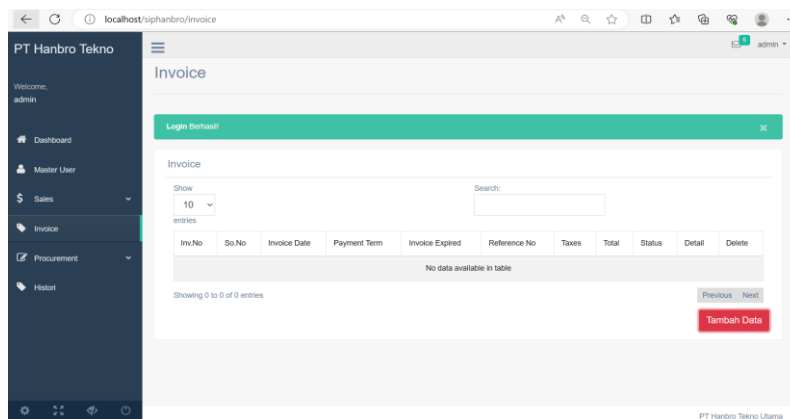 localhost/siphanbro/invoice
PT Hanbro Tekno
admin
Invoice
Welcome,
admin
Login Berhasil!
Dashboard
Master User
Sales
Invoice
Procurement
Histori
Invoice
Show
10
entries
Search:
Inv.No So.No Invoice Date Payment Term Invoice Expired Reference No Taxes Total Status Detail Delete
No data available in table
Showing 0 to 0 of 0 entries
Previous Next
Tambah Data
PT Hanbro Tekno Utama